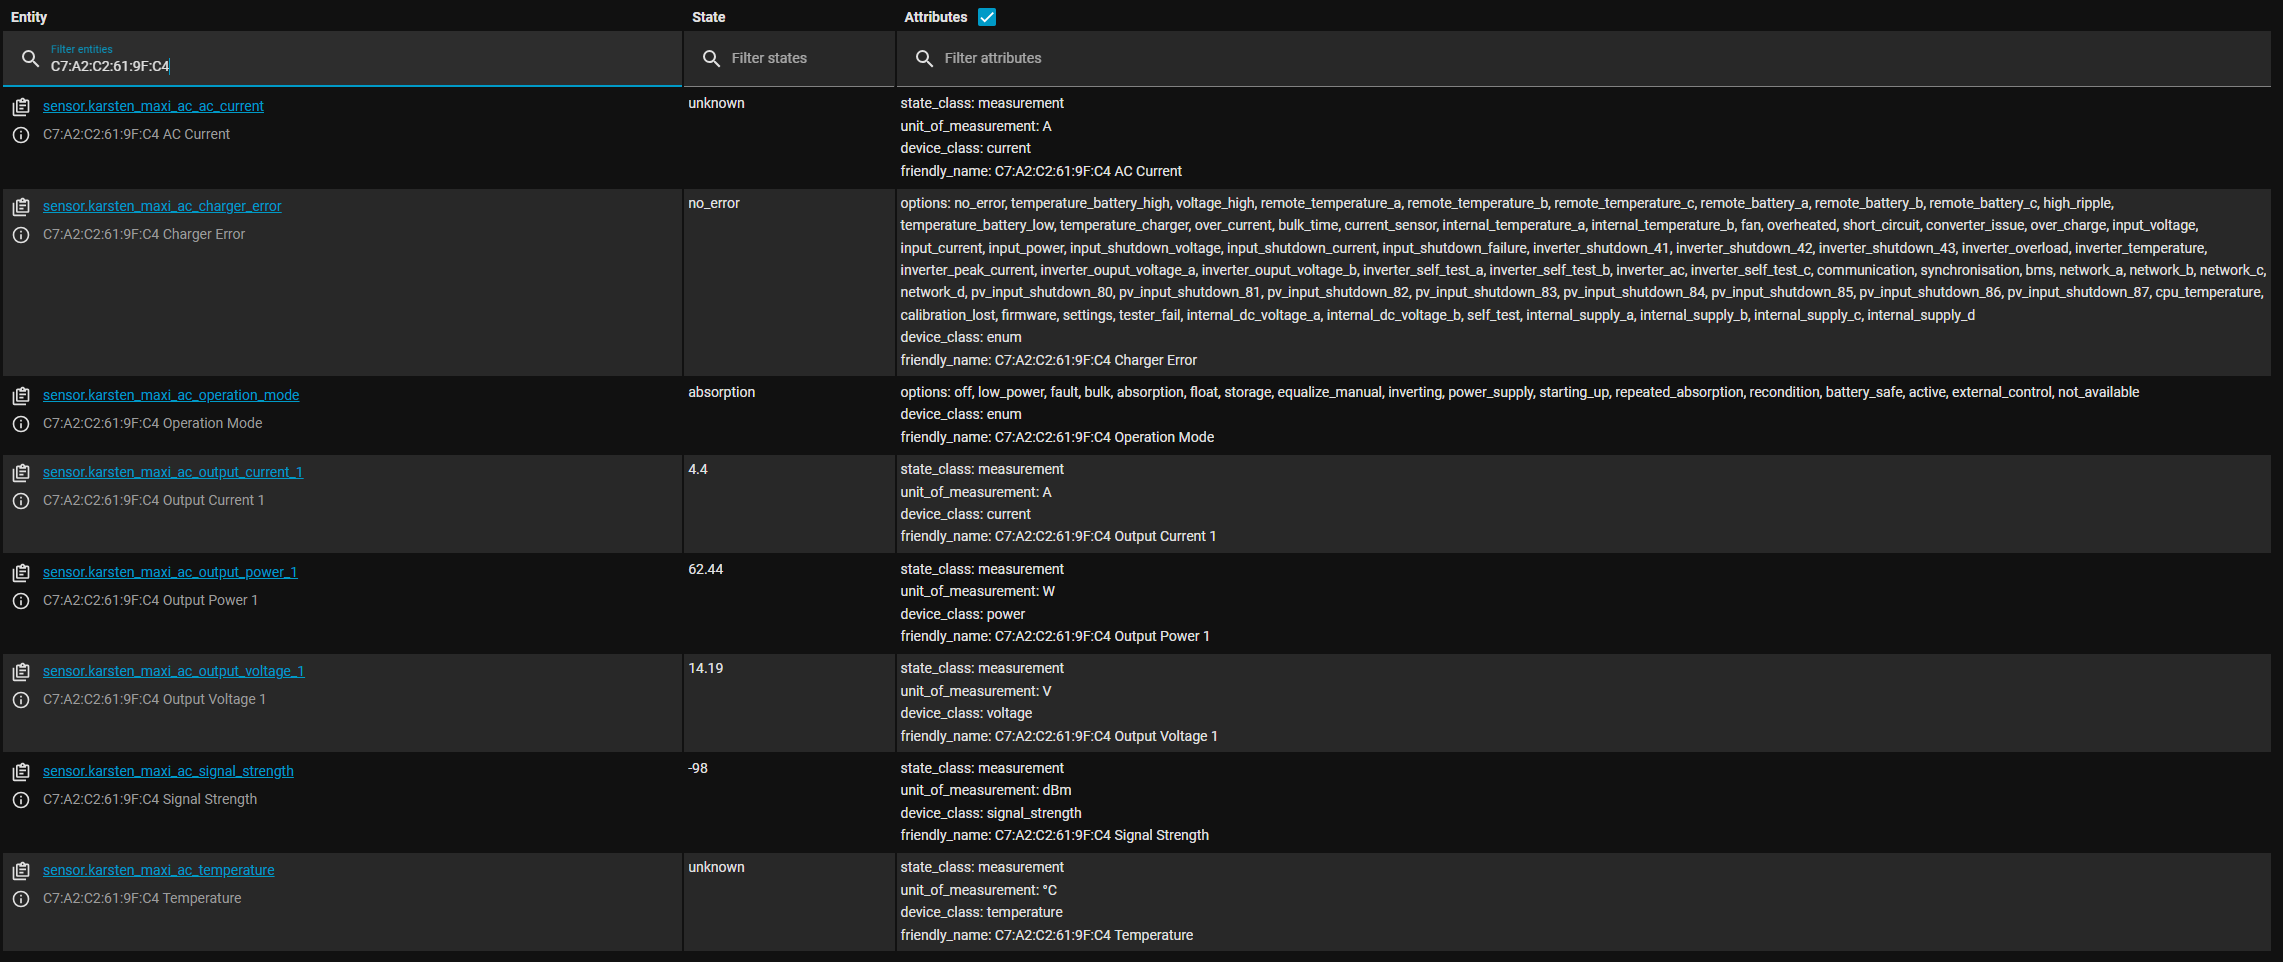 Entity State Attributes
Filter entities
C7:A2:C2:61:9F:C4 Filter states Filter attributes
sensor.karsten_maxi_ac_ac_current
C7:A2:C2:61:9F:C4 AC Current
unknown
state_class: measurement
unit_of_measurement: A
device_class: current
friendly_name: C7:A2:C2:61:9F:C4 AC Current
sensor.karsten_maxi_ac_charger_error
C7:A2:C2:61:9F:C4 Charger Error
no_error
options: no_error, temperature_battery_high, voltage_high, remote_temperature_a, remote_temperature_b, remote_temperature_c, remote_battery_a, remote_battery_b, remote_battery_c, high_ripple,
temperature_battery_low, temperature_charger, over_current, bulk_time, current_sensor, internal_temperature_a, internal_temperature_b, fan, overheated, short_circuit, converter_issue, over_charge, input_voltage,
input_current, input_power, input_shutdown_voltage, input_shutdown_current, input_shutdown_failure, inverter_shutdown_41, inverter_shutdown_42, inverter_shutdown_43, inverter_overload, inverter_temperature,
inverter_peak_current, inverter_ouput_voltage_a, inverter_ouput_voltage_b, inverter_self_test_a, inverter_self_test_b, inverter_ac, inverter_self_test_c, communication, synchronisation, bms, network_a, network_b, network_c,
network_d, pv_input_shutdown_80, pv_input_shutdown_81, pv_input_shutdown_82, pv_input_shutdown_83, pv_input_shutdown_84, pv_input_shutdown_85, pv_input_shutdown_86, pv_input_shutdown_87, cpu_temperature,
calibration_lost, firmware, settings, tester_fail, internal_dc_voltage_a, internal_dc_voltage_b, self_test, internal_supply_a, internal_supply_b, internal_supply_c, internal_supply_d
device_class: enum
friendly_name: C7:A2:C2:61:9F:C4 Charger Error
sensor.karsten_maxi_ac_operation_mode
C7:A2:C2:61:9F:C4 Operation Mode
absorption
options: off, low_power, fault, bulk, absorption, float, storage, equalize_manual, inverting, power_supply, starting_up, repeated_absorption, recondition, battery_safe, active, external_control, not_available
device_class: enum
friendly_name: C7:A2:C2:61:9F:C4 Operation Mode
sensor.karsten_maxi_ac_output_current_1
C7:A2:C2:61:9F:C4 Output Current 1
4.4
state_class: measurement
unit_of_measurement: A
device_class: current
friendly_name: C7:A2:C2:61:9F:C4 Output Current 1
sensor.karsten_maxi_ac_output_power_1
C7:A2:C2:61:9F:C4 Output Power 1
62.44
state_class: measurement
unit_of_measurement: W
device_class: power
friendly_name: C7:A2:C2:61:9F:C4 Output Power 1
sensor.karsten_maxi_ac_output_voltage_1
C7:A2:C2:61:9F:C4 Output Voltage 1
14.19
state_class: measurement
unit_of_measurement: V
device_class: voltage
friendly_name: C7:A2:C2:61:9F:C4 Output Voltage 1
sensor.karsten_maxi_ac_signal_strength
C7:A2:C2:61:9F:C4 Signal Strength
-98
state_class: measurement
unit_of_measurement: dBm
device_class: signal_strength
friendly_name: C7:A2:C2:61:9F:C4 Signal Strength
sensor.karsten_maxi_ac_temperature
C7:A2:C2:61:9F:C4 Temperature
unknown
state_class: measurement
unit_of_measurement: °C
device_class: temperature
friendly_name: C7:A2:C2:61:9F:C4 Temperature